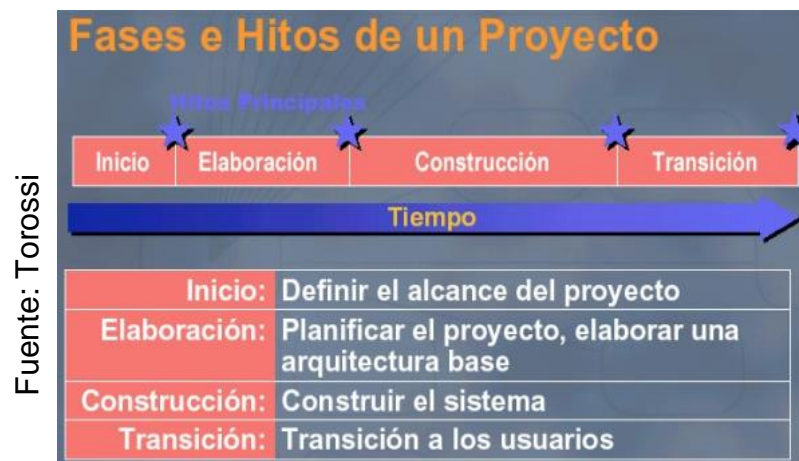 Fases e Hitos de un Proyecto
Hitos Principales
Inicio Elaboración Construcción Transición
Tiempo
Inicio: Definir el alcance del proyecto
Elaboración: Planificar el proyecto, elaborar una
arquitectura base
Construcción: Construir el sistema
Transición: Transición a los usuarios
Fuente: Torossi